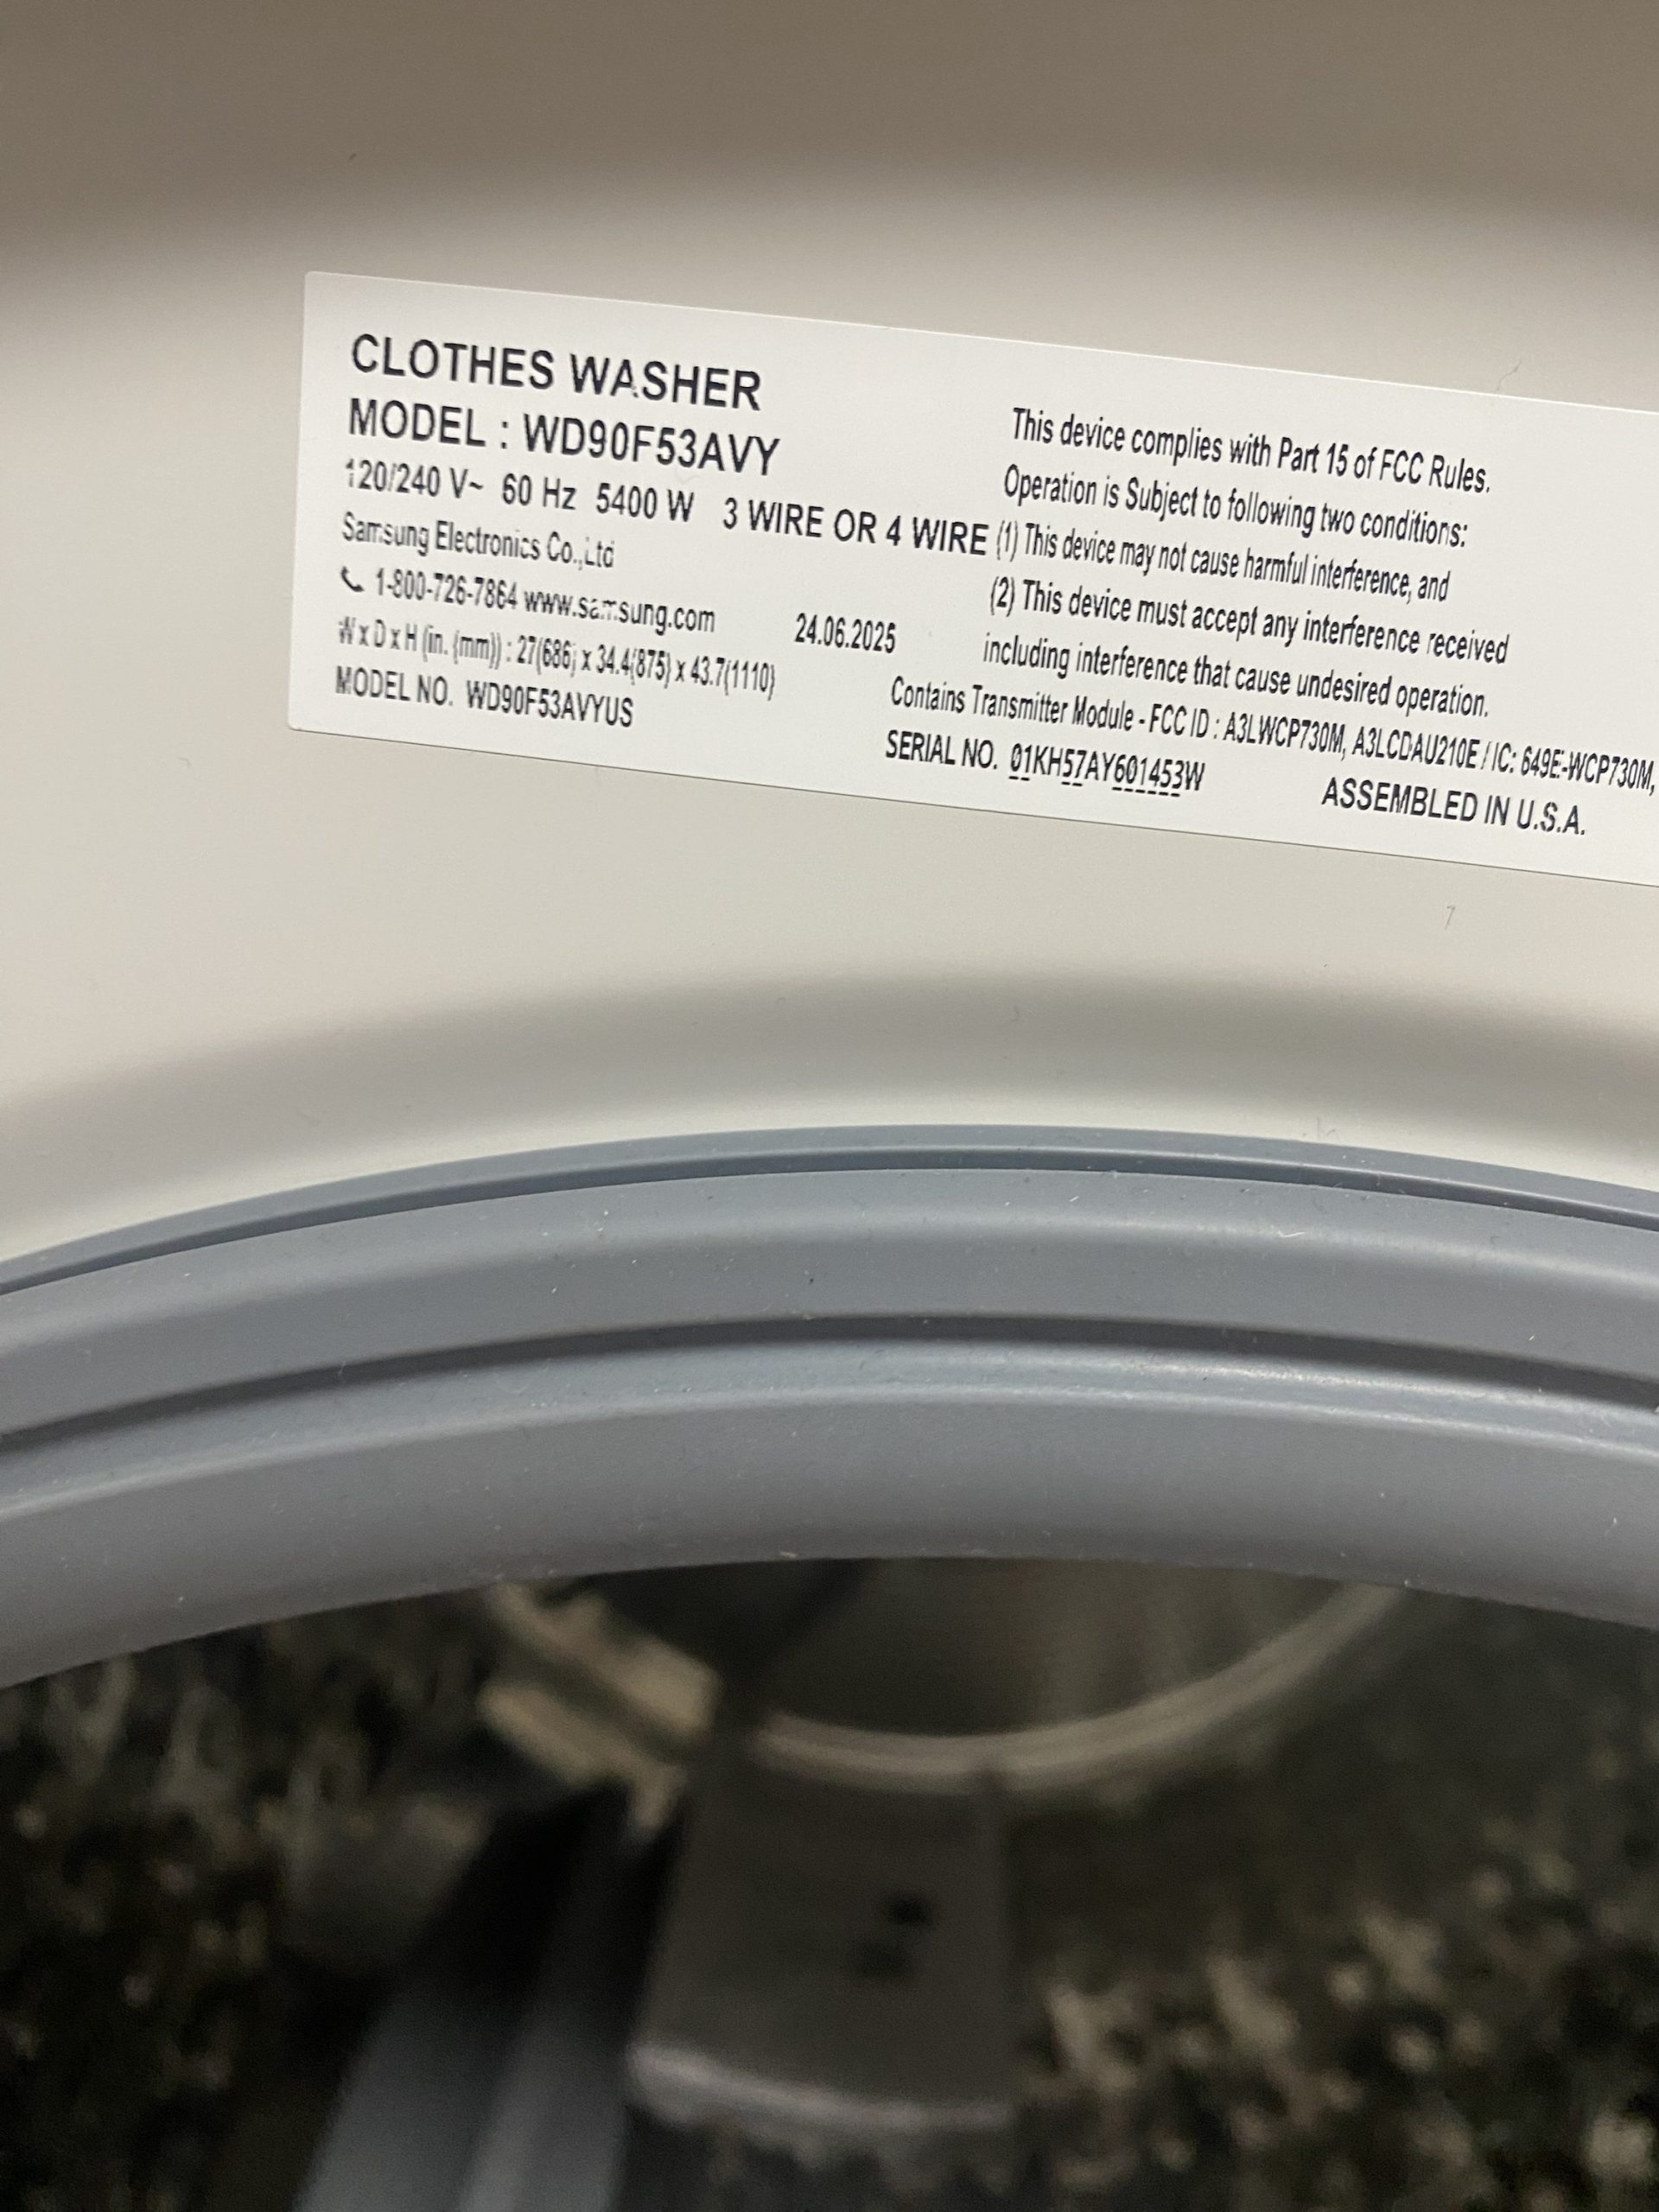 CLOTHES WASHER
MODEL : WD90F53AVY
120/240 V~ 60 Hz 5400 W 3 WIRE OR 4 WIRE
Samsung Electronics Co.,Ltd
1-800-726-7864 www.samsung.com
24.06.2025
W x D x H (in. (mm)) : 27(686) x 34.4(875) x 43.7(1110)
MODEL NO. WD90F53AVYUS
This device complies with Part 15 of FCC Rules.
Operation is Subject to following two conditions:
(1) This device may not cause harmful interference, and
(2) This device must accept any interference received
including interference that cause undesired operation.
Contains Transmitter Module - FCC ID : A3LWCP730M, A3LCDAU210E / IC: 649E-WCP730M,
SERIAL NO. 01KH57AY601453W
ASSEMBLED IN U.S.A.